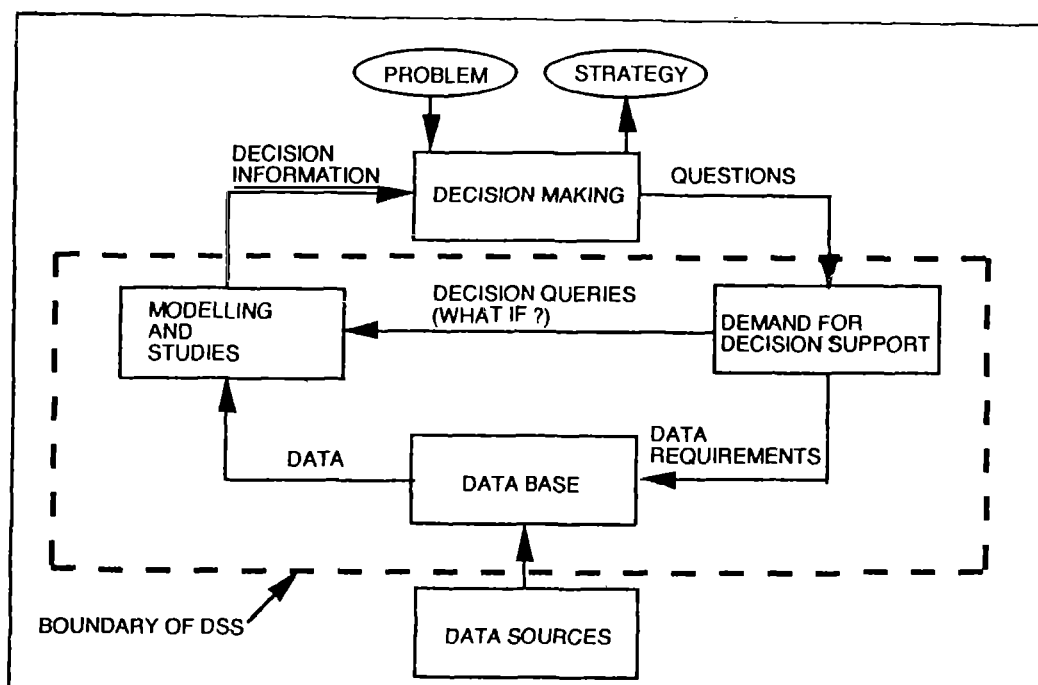 PROBLEM
STRATEGY
DECISION
INFORMATION
DECISION MAKING
QUESTIONS
MODELLING
AND
STUDIES
DECISION QUERIES
(WHAT IF ?)
DEMAND FOR
DECISION SUPPORT
DATA
DATA BASE
DATA
REQUIREMENTS
BOUNDARY OF DSS
DATA SOURCES